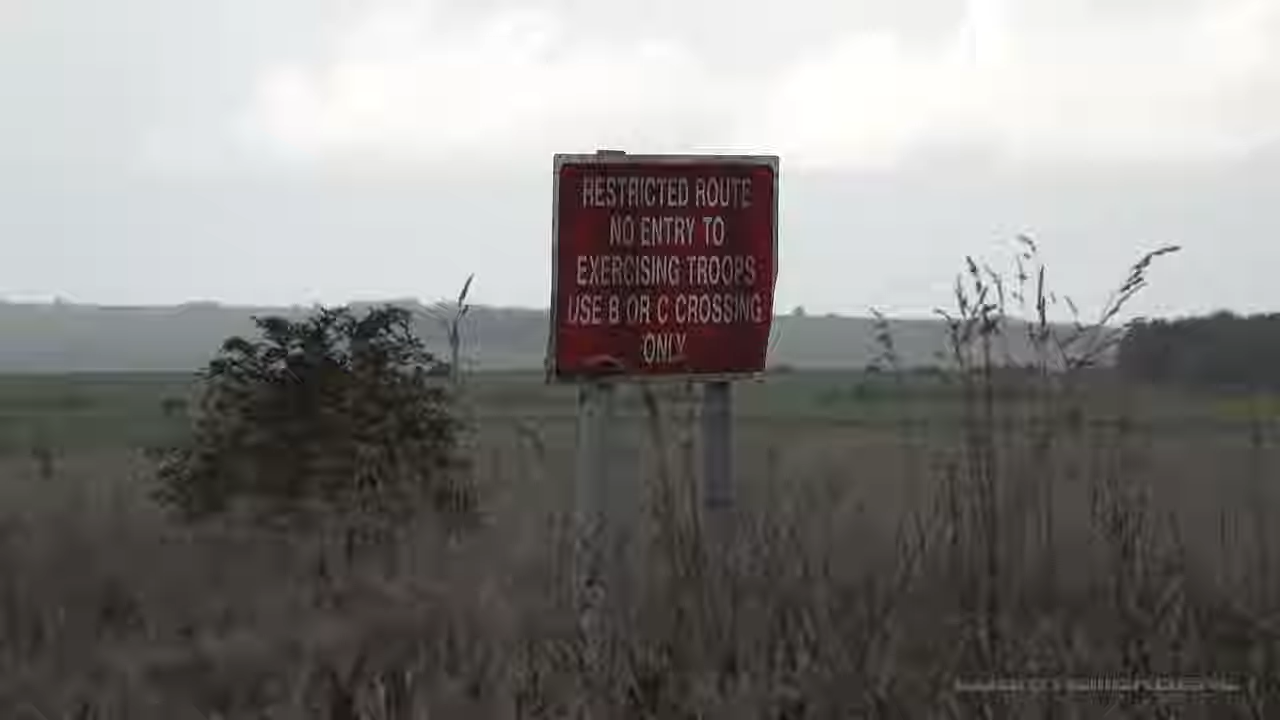 RESTRICTED ROUTE
NO ENTRY TO
EXERCISING TROOPS
USE B OR C CROSSING
ONLY